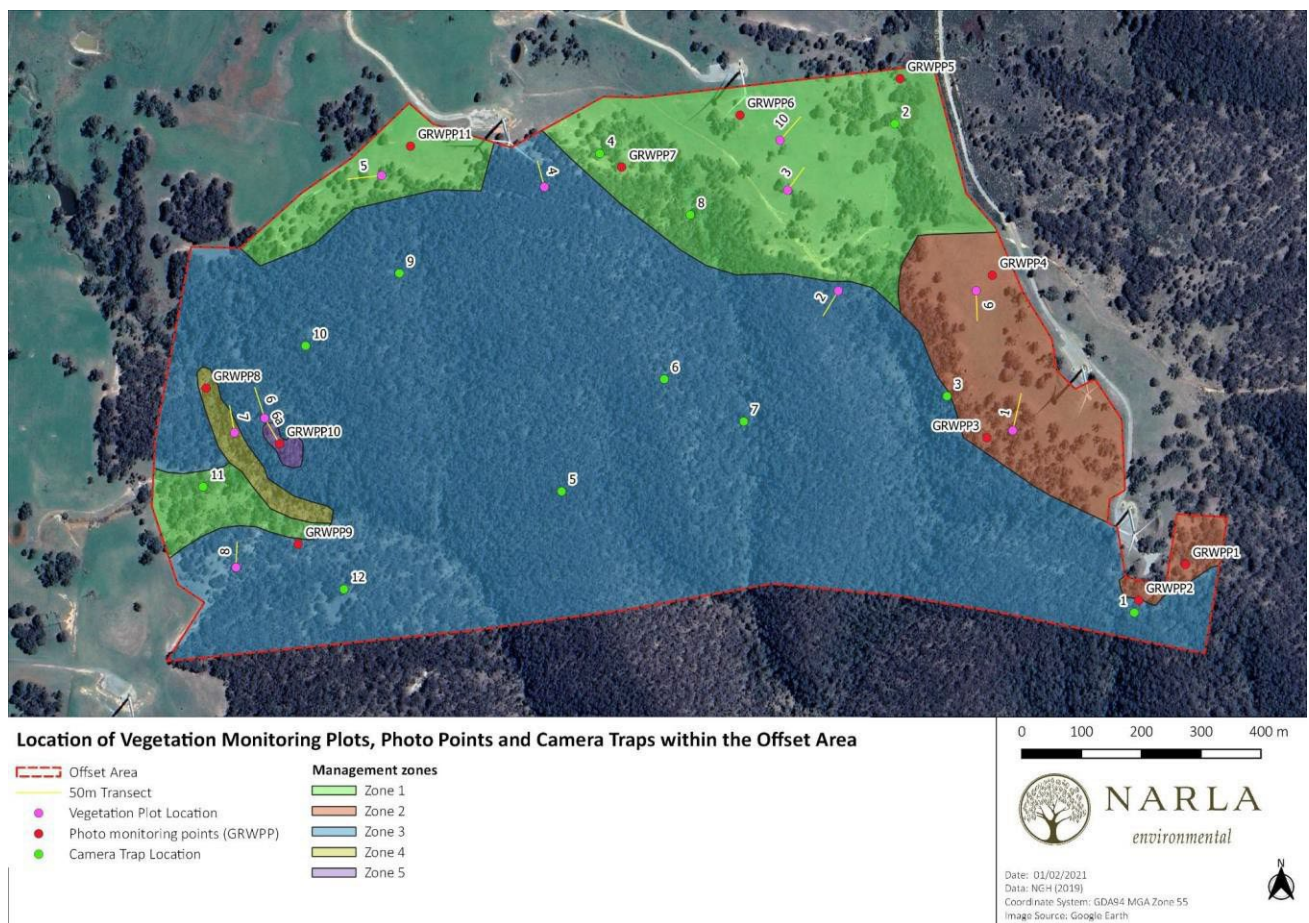 GRWPP5
GRWPP6
10
2
GRWPP11
4
GRWPP7
5
4
3
8
9
GRWPP4
2
9
10
6
3
GRWPP8
7
6
6a
GRWPP10
7
GRWPP3
1
11
5
GRWPP9
8
12
GRWPP1
GRWPP2
1
Location of Vegetation Monitoring Plots, Photo Points and Camera Traps within the Offset Area
Offset Area
50m Transect
Vegetation Plot Location
Photo monitoring points (GRWPP)
Camera Trap Location
Management zones
Zone 1
Zone 2
Zone 3
Zone 4
Zone 5
0 100 200 300 400 m
NARLA
environmental
Date: 01/02/2021
Data: NGH (2019)
Coordinate System: GDA94 MGA Zone 55
Image Source: Google Earth
N